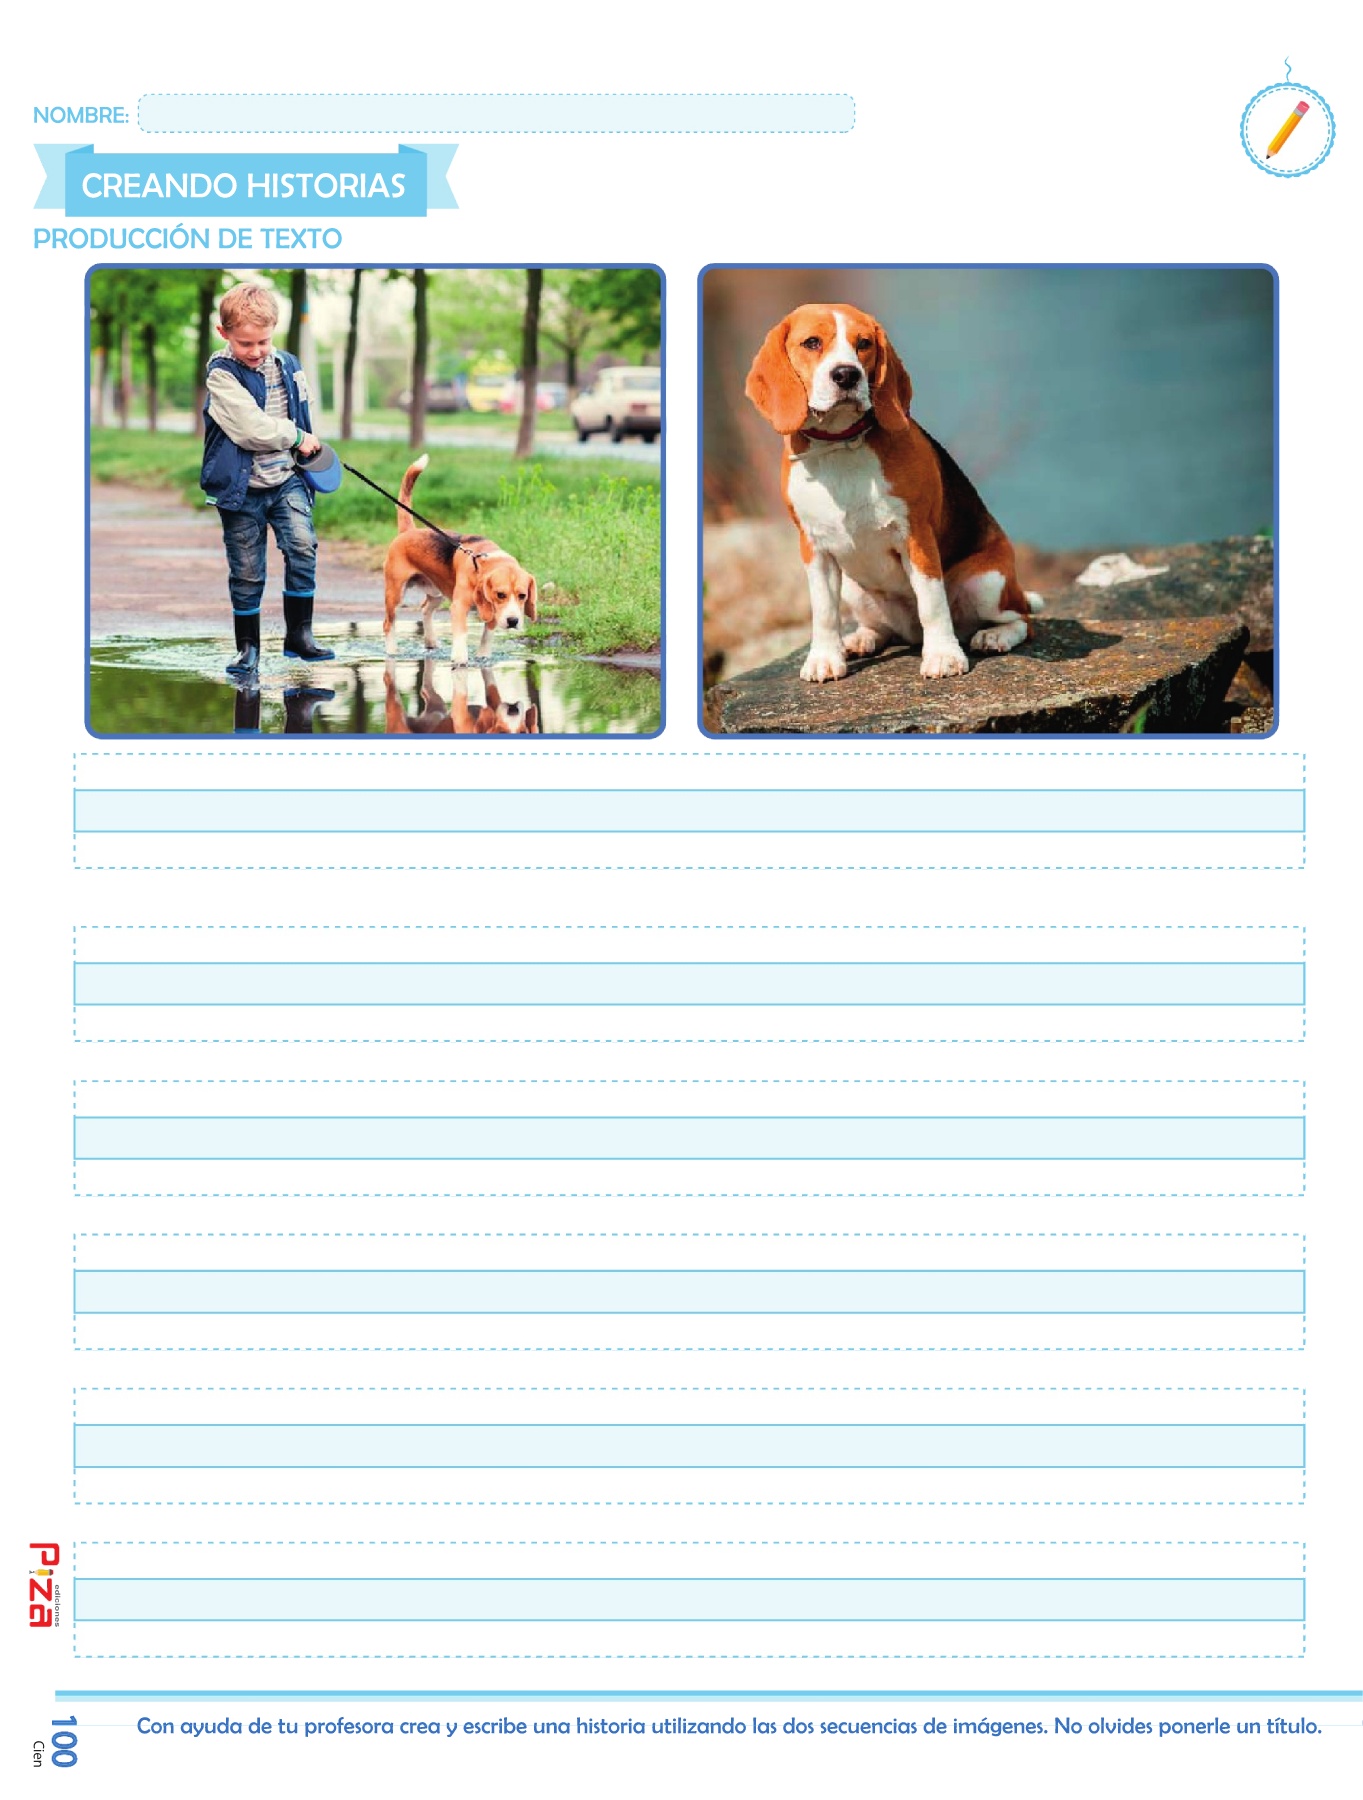 NOMBRE:
CREANDO HISTORIAS
PRODUCCIÓN DE TEXTO
Piza
ediciones
100
Cien
Con ayuda de tu profesora crea y escribe una historia utilizando las dos secuencias de imágenes. No olvides ponerle un título.